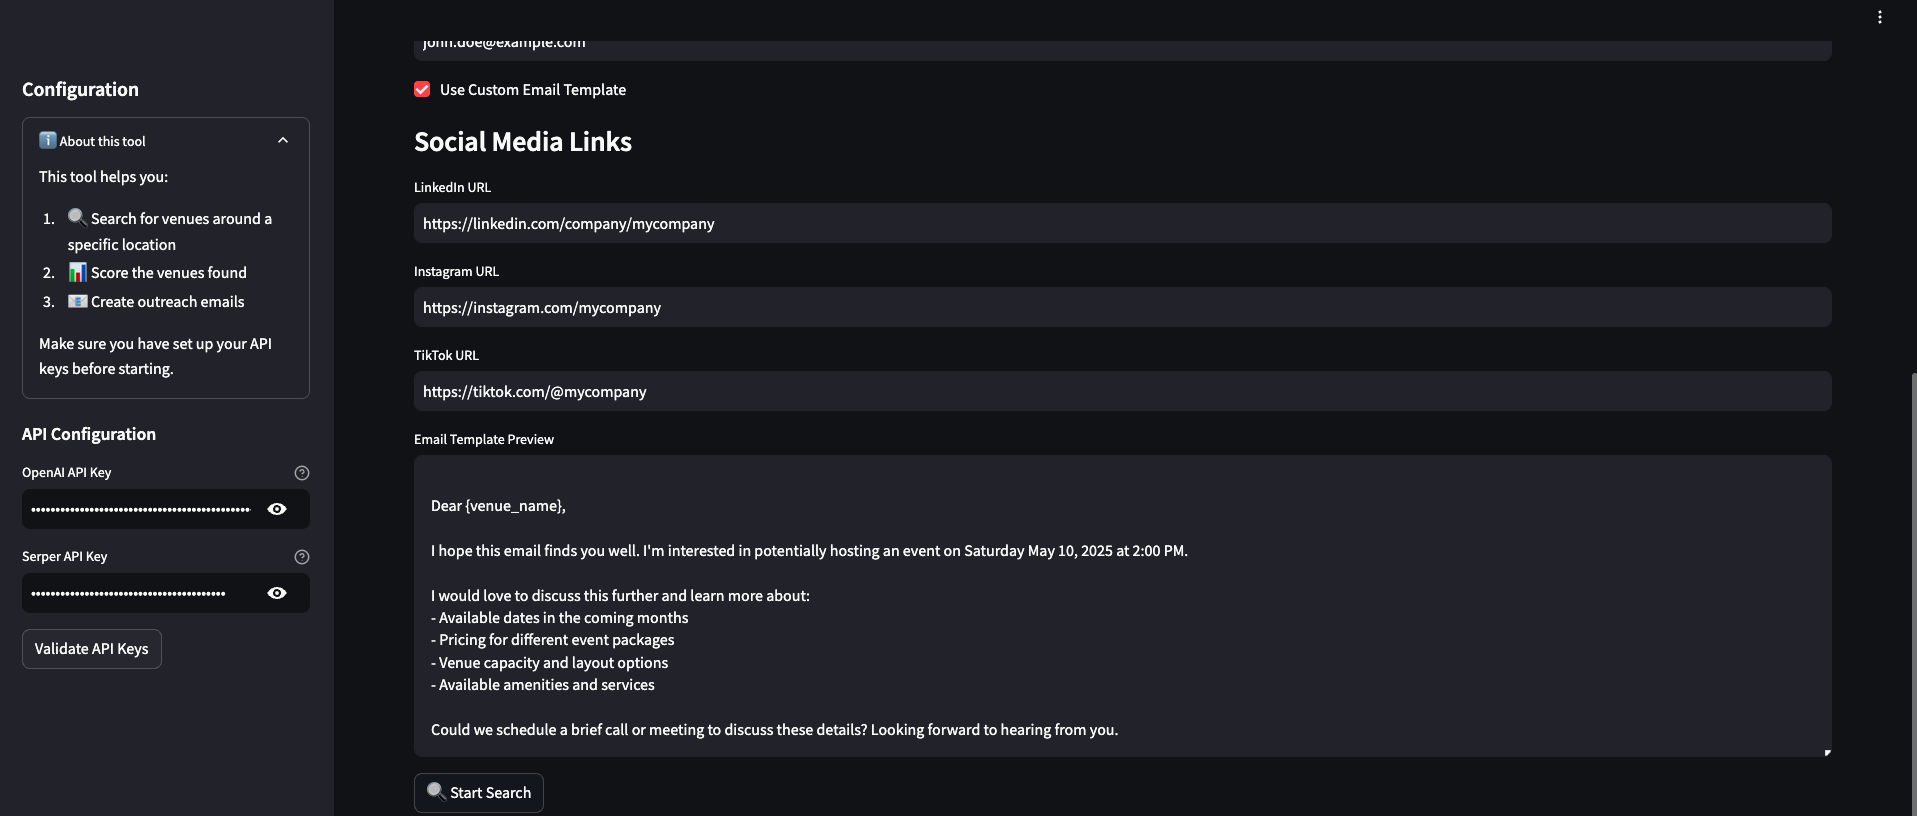 Configuration
About this tool
This tool helps you:
1. Search for venues around a
specific location
2. Score the venues found
3. Create outreach emails
Make sure you have set up your API
keys before starting.
API Configuration
OpenAI API Key
Serper API Key
Validate API Keys
john.doe@example.com
Use Custom Email Template
Social Media Links
LinkedIn URL
https://linkedin.com/company/mycompany
Instagram URL
https://instagram.com/mycompany
TikTok URL
https://tiktok.com/@mycompany
Email Template Preview
Dear {venue_name},
I hope this email finds you well. I'm interested in potentially hosting an event on Saturday May 10, 2025 at 2:00 PM.
I would love to discuss this further and learn more about:
- Available dates in the coming months
- Pricing for different event packages
- Venue capacity and layout options
- Available amenities and services
Could we schedule a brief call or meeting to discuss these details? Looking forward to hearing from you.
Start Search